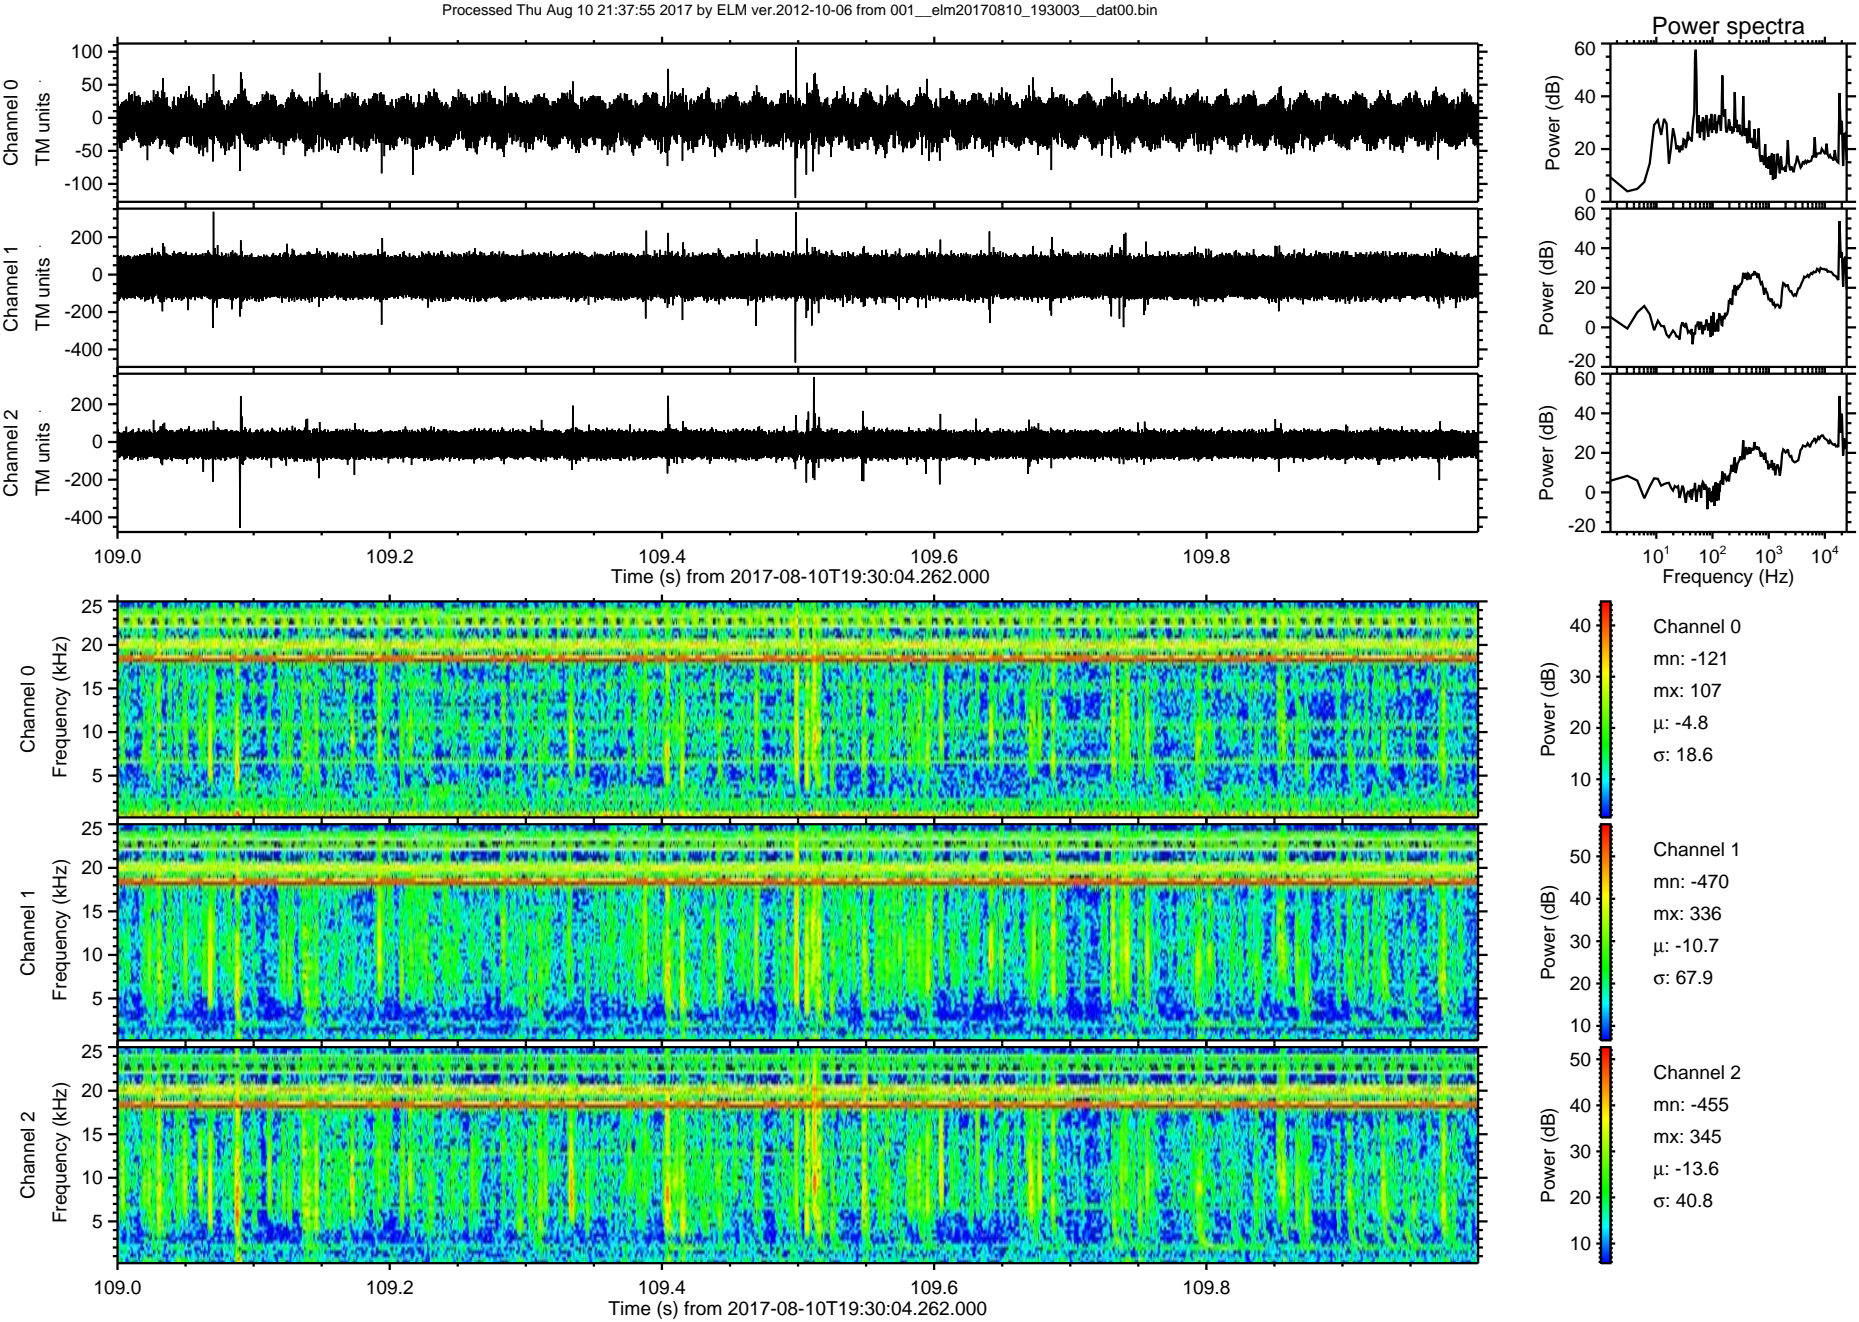 Processed Thu Aug 10 21:37:55 2017 by ELM ver.2012-10-06 from 001__elm20170810_193003__dat00.bin
Power spectra
Channel 0
TM units
100
50
0
-50
-100
Power (dB)
60
40
20
0
Channel 1
TM units
200
0
-200
-400
Power (dB)
60
40
20
0
-20
Channel 2
TM units
200
0
-200
-400
Power (dB)
60
40
20
0
-20
109.0 109.2 109.4 109.6 109.8
Time (s) from 2017-08-10T19:30:04.262.000
10^1 10^2 10^3 10^4
Frequency (Hz)
Channel 0
Frequency (kHz)
25
20
15
10
5
Power (dB)
40
30
20
10
Channel 0
mn: -121
mx: 107
μ: -4.8
σ: 18.6
Channel 1
Frequency (kHz)
25
20
15
10
5
Power (dB)
50
40
30
20
10
Channel 1
mn: -470
mx: 336
μ: -10.7
σ: 67.9
Channel 2
Frequency (kHz)
25
20
15
10
5
Power (dB)
50
40
30
20
10
Channel 2
mn: -455
mx: 345
μ: -13.6
σ: 40.8
109.0 109.2 109.4 109.6 109.8
Time (s) from 2017-08-10T19:30:04.262.000